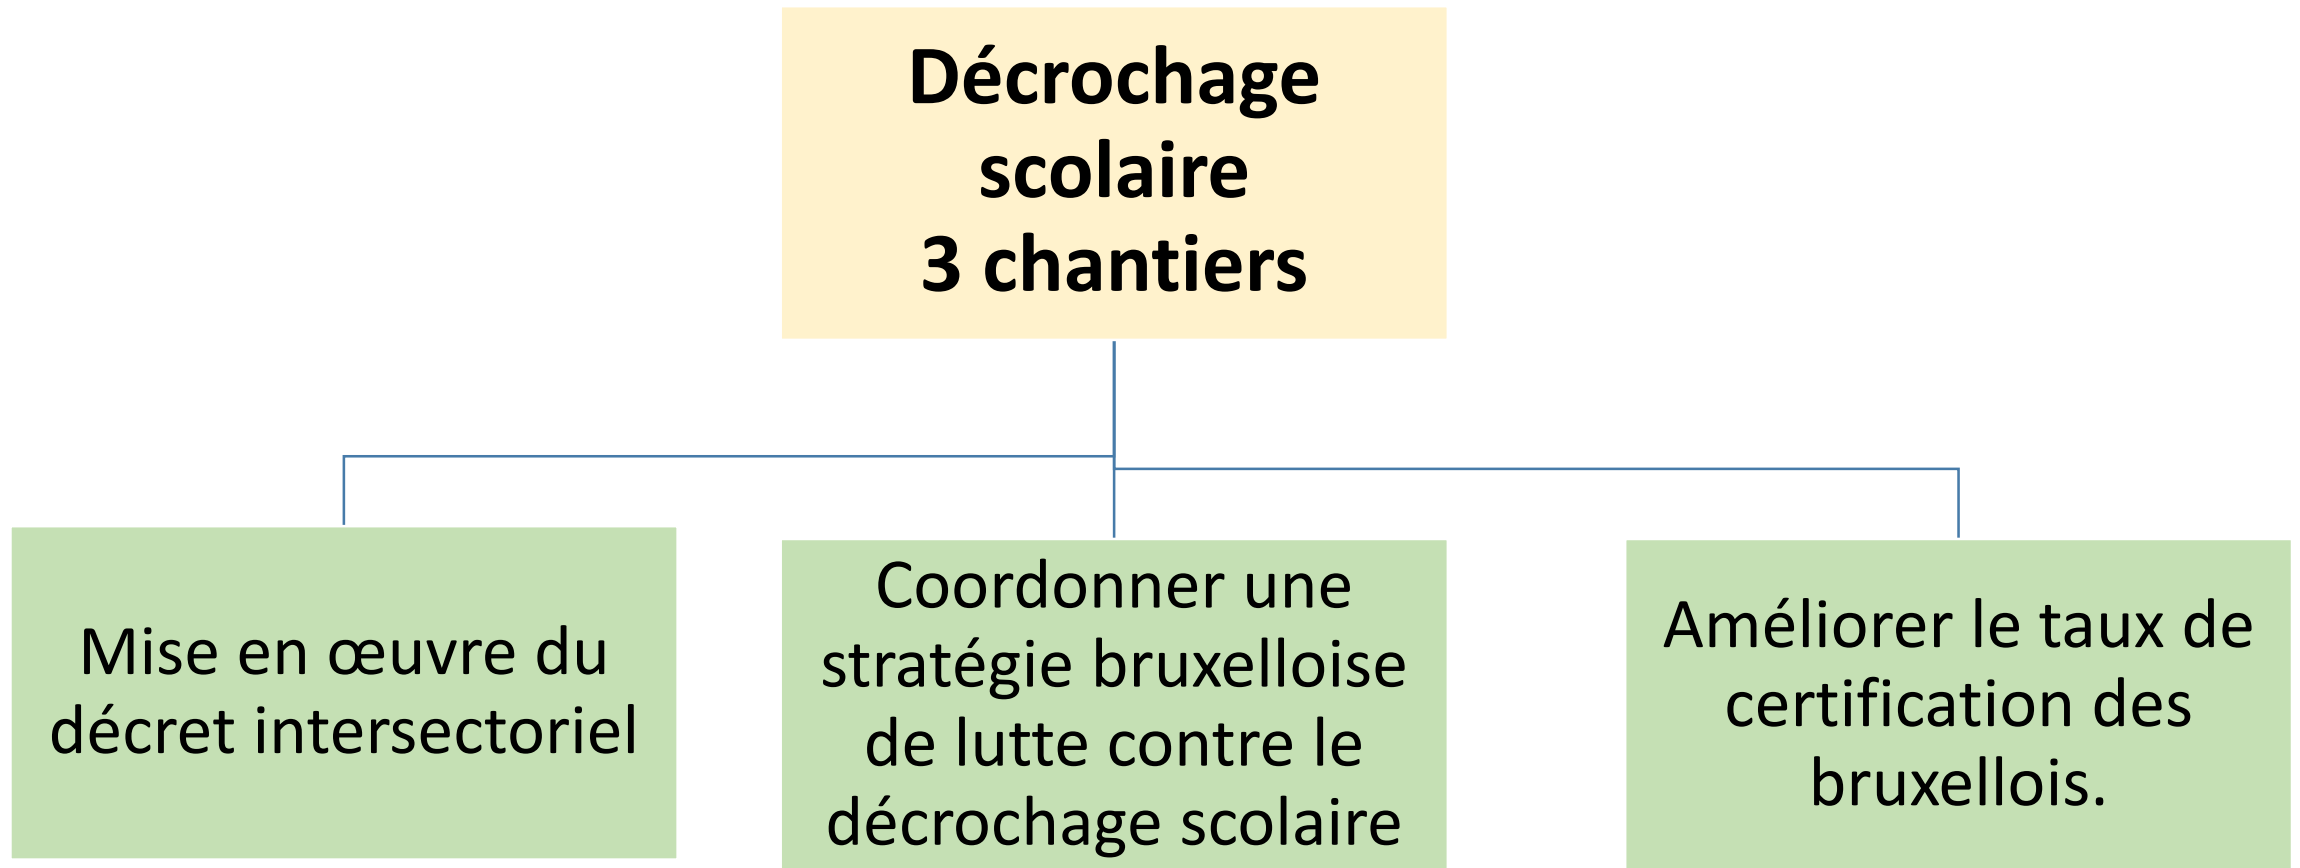 Décrochage
scolaire
3 chantiers
Mise en œuvre du
décret intersectoriel
Coordonner une
stratégie bruxelloise
de lutte contre le
décrochage scolaire
Améliorer le taux de
certification des
bruxellois.